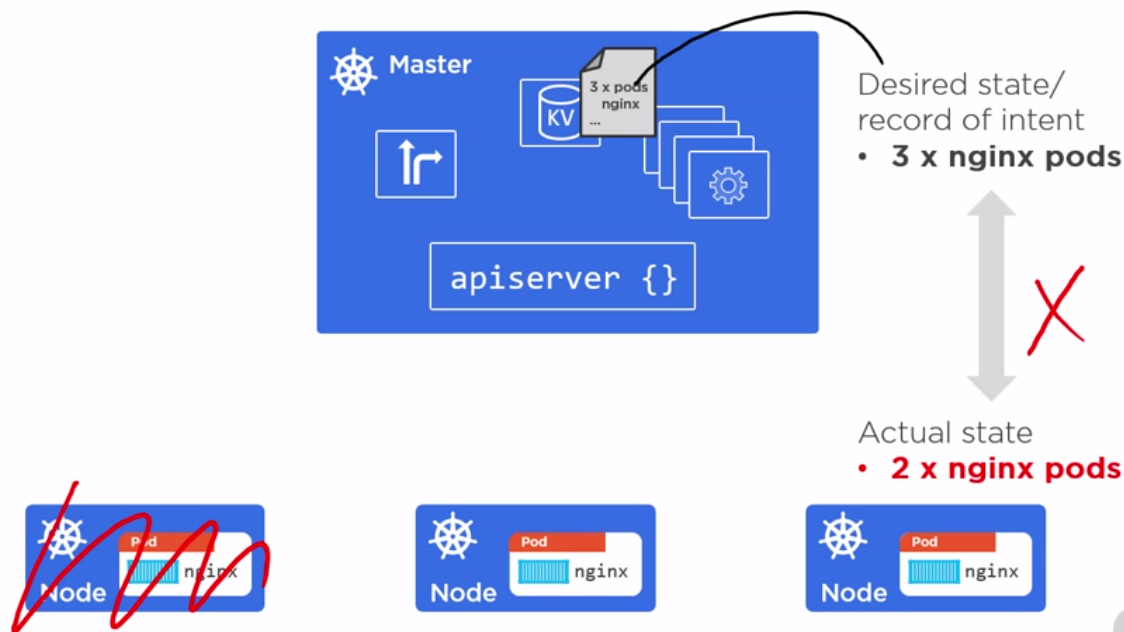 Master
3 x pods
nginx
...
KV
apiserver {}
Desired state/
record of intent
• 3 x nginx pods
Actual state
• 2 x nginx pods
Pod
nginx
Node
Pod
nginx
Node
Pod
nginx
Node